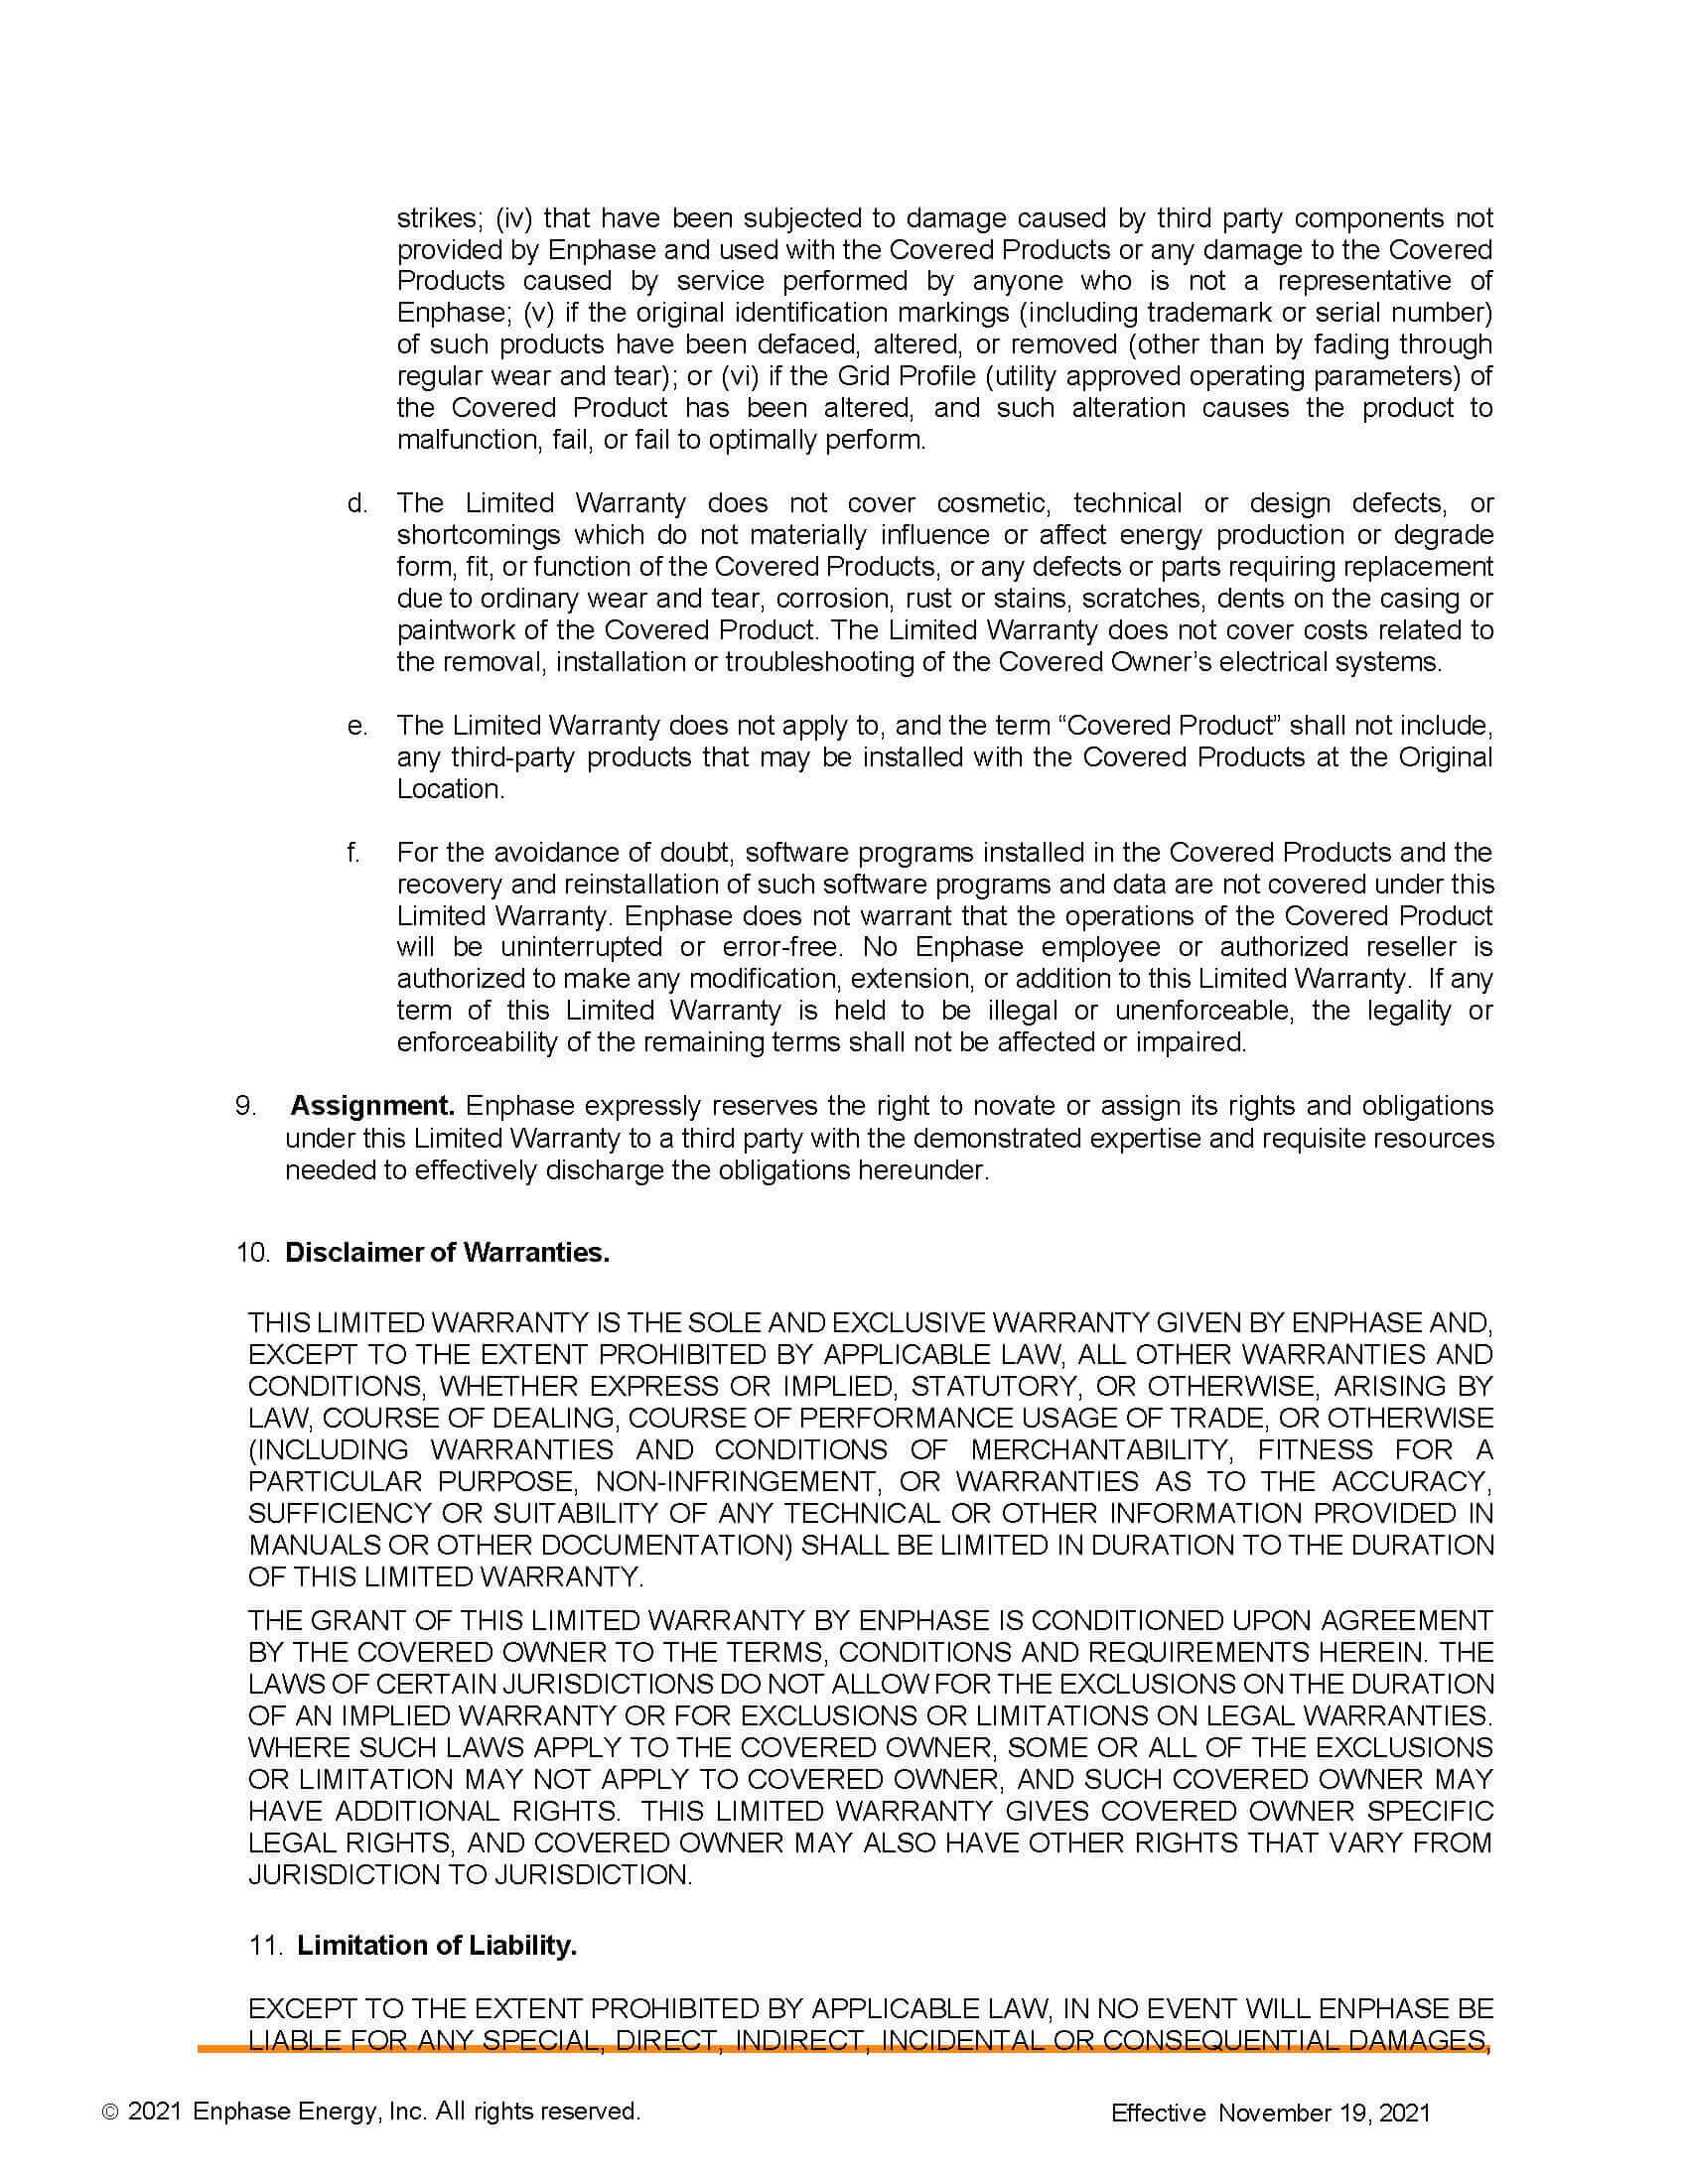 strikes; (iv) that have been subjected to damage caused by third party components not
provided by Enphase and used with the Covered Products or any damage to the Covered
Products caused by service performed by anyone who is not a representative of
Enphase; (v) if the original identification markings (including trademark or serial number)
of such products have been defaced, altered, or removed (other than by fading through
regular wear and tear); or (vi) if the Grid Profile (utility approved operating parameters) of
the Covered Product has been altered, and such alteration causes the product to
malfunction, fail, or fail to optimally perform.
d. The Limited Warranty does not cover cosmetic, technical or design defects, or
shortcomings which do not materially influence or affect energy production or degrade
form, fit, or function of the Covered Products, or any defects or parts requiring replacement
due to ordinary wear and tear, corrosion, rust or stains, scratches, dents on the casing or
paintwork of the Covered Product. The Limited Warranty does not cover costs related to
the removal, installation or troubleshooting of the Covered Owner’s electrical systems.
e. The Limited Warranty does not apply to, and the term “Covered Product” shall not include,
any third-party products that may be installed with the Covered Products at the Original
Location.
f. For the avoidance of doubt, software programs installed in the Covered Products and the
recovery and reinstallation of such software programs and data are not covered under this
Limited Warranty. Enphase does not warrant that the operations of the Covered Product
will be uninterrupted or error-free. No Enphase employee or authorized reseller is
authorized to make any modification, extension, or addition to this Limited Warranty. If any
term of this Limited Warranty is held to be illegal or unenforceable, the legality or
enforceability of the remaining terms shall not be affected or impaired.
9. Assignment. Enphase expressly reserves the right to novate or assign its rights and obligations
under this Limited Warranty to a third party with the demonstrated expertise and requisite resources
needed to effectively discharge the obligations hereunder.
10. Disclaimer of Warranties.
THIS LIMITED WARRANTY IS THE SOLE AND EXCLUSIVE WARRANTY GIVEN BY ENPHASE AND,
EXCEPT TO THE EXTENT PROHIBITED BY APPLICABLE LAW, ALL OTHER WARRANTIES AND
CONDITIONS, WHETHER EXPRESS OR IMPLIED, STATUTORY, OR OTHERWISE, ARISING BY
LAW, COURSE OF DEALING, COURSE OF PERFORMANCE USAGE OF TRADE, OR OTHERWISE
(INCLUDING WARRANTIES AND CONDITIONS OF MERCHANTABILITY, FITNESS FOR A
PARTICULAR PURPOSE, NON-INFRINGEMENT, OR WARRANTIES AS TO THE ACCURACY,
SUFFICIENCY OR SUITABILITY OF ANY TECHNICAL OR OTHER INFORMATION PROVIDED IN
MANUALS OR OTHER DOCUMENTATION) SHALL BE LIMITED IN DURATION TO THE DURATION
OF THIS LIMITED WARRANTY.
THE GRANT OF THIS LIMITED WARRANTY BY ENPHASE IS CONDITIONED UPON AGREEMENT
BY THE COVERED OWNER TO THE TERMS, CONDITIONS AND REQUIREMENTS HEREIN. THE
LAWS OF CERTAIN JURISDICTIONS DO NOT ALLOW FOR THE EXCLUSIONS ON THE DURATION
OF AN IMPLIED WARRANTY OR FOR EXCLUSIONS OR LIMITATIONS ON LEGAL WARRANTIES.
WHERE SUCH LAWS APPLY TO THE COVERED OWNER, SOME OR ALL OF THE EXCLUSIONS
OR LIMITATION MAY NOT APPLY TO COVERED OWNER, AND SUCH COVERED OWNER MAY
HAVE ADDITIONAL RIGHTS. THIS LIMITED WARRANTY GIVES COVERED OWNER SPECIFIC
LEGAL RIGHTS, AND COVERED OWNER MAY ALSO HAVE OTHER RIGHTS THAT VARY FROM
JURISDICTION TO JURISDICTION.
11. Limitation of Liability.
EXCEPT TO THE EXTENT PROHIBITED BY APPLICABLE LAW, IN NO EVENT WILL ENPHASE BE
LIABLE FOR ANY SPECIAL, DIRECT, INDIRECT, INCIDENTAL OR CONSEQUENTIAL DAMAGES,
© 2021 Enphase Energy, Inc. All rights reserved.
Effective November 19, 2021